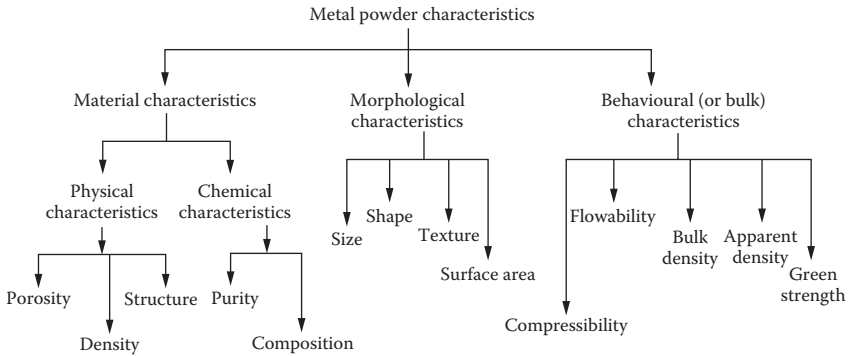 Metal powder characteristics
Material characteristics
Morphological
characteristics
Behavioural (or bulk)
characteristics
Physical
characteristics
Chemical
characteristics
Size
Shape
Texture
Surface area
Flowability
Bulk
density
Apparent
density
Green
strength
Compressibility
Porosity
Density
Structure
Purity
Composition